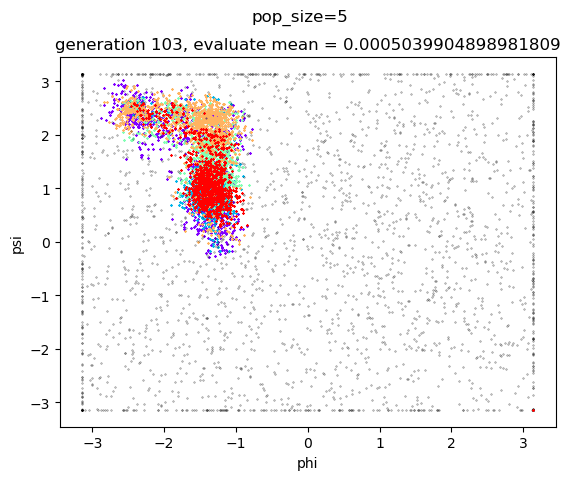 pop_size=5
generation 103, evaluate mean = 0.0005039904898981809
3
2
1
0
−1
−2
−3
psi
−3 −2 −1 0 1 2 3
phi